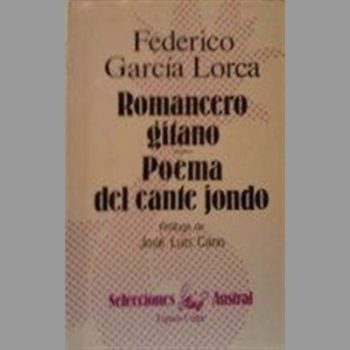 Federico
García Lorca
Romancero
gitano
Poema
del cante jondo
Prólogo de
José Luis Cano
Selecciones Austral
Espasa-Calpe